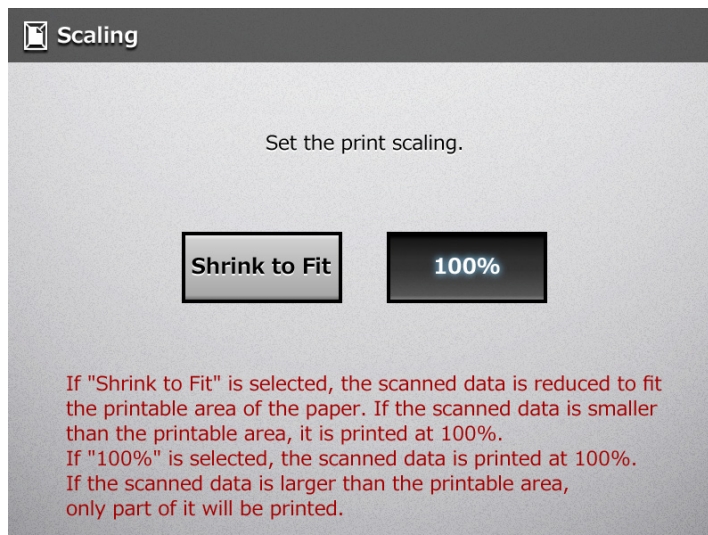 Scaling
Set the print scaling.
Shrink to Fit
100%
If "Shrink to Fit" is selected, the scanned data is reduced to fit
the printable area of the paper. If the scanned data is smaller
than the printable area, it is printed at 100%.
If "100%" is selected, the scanned data is printed at 100%.
If the scanned data is larger than the printable area,
only part of it will be printed.